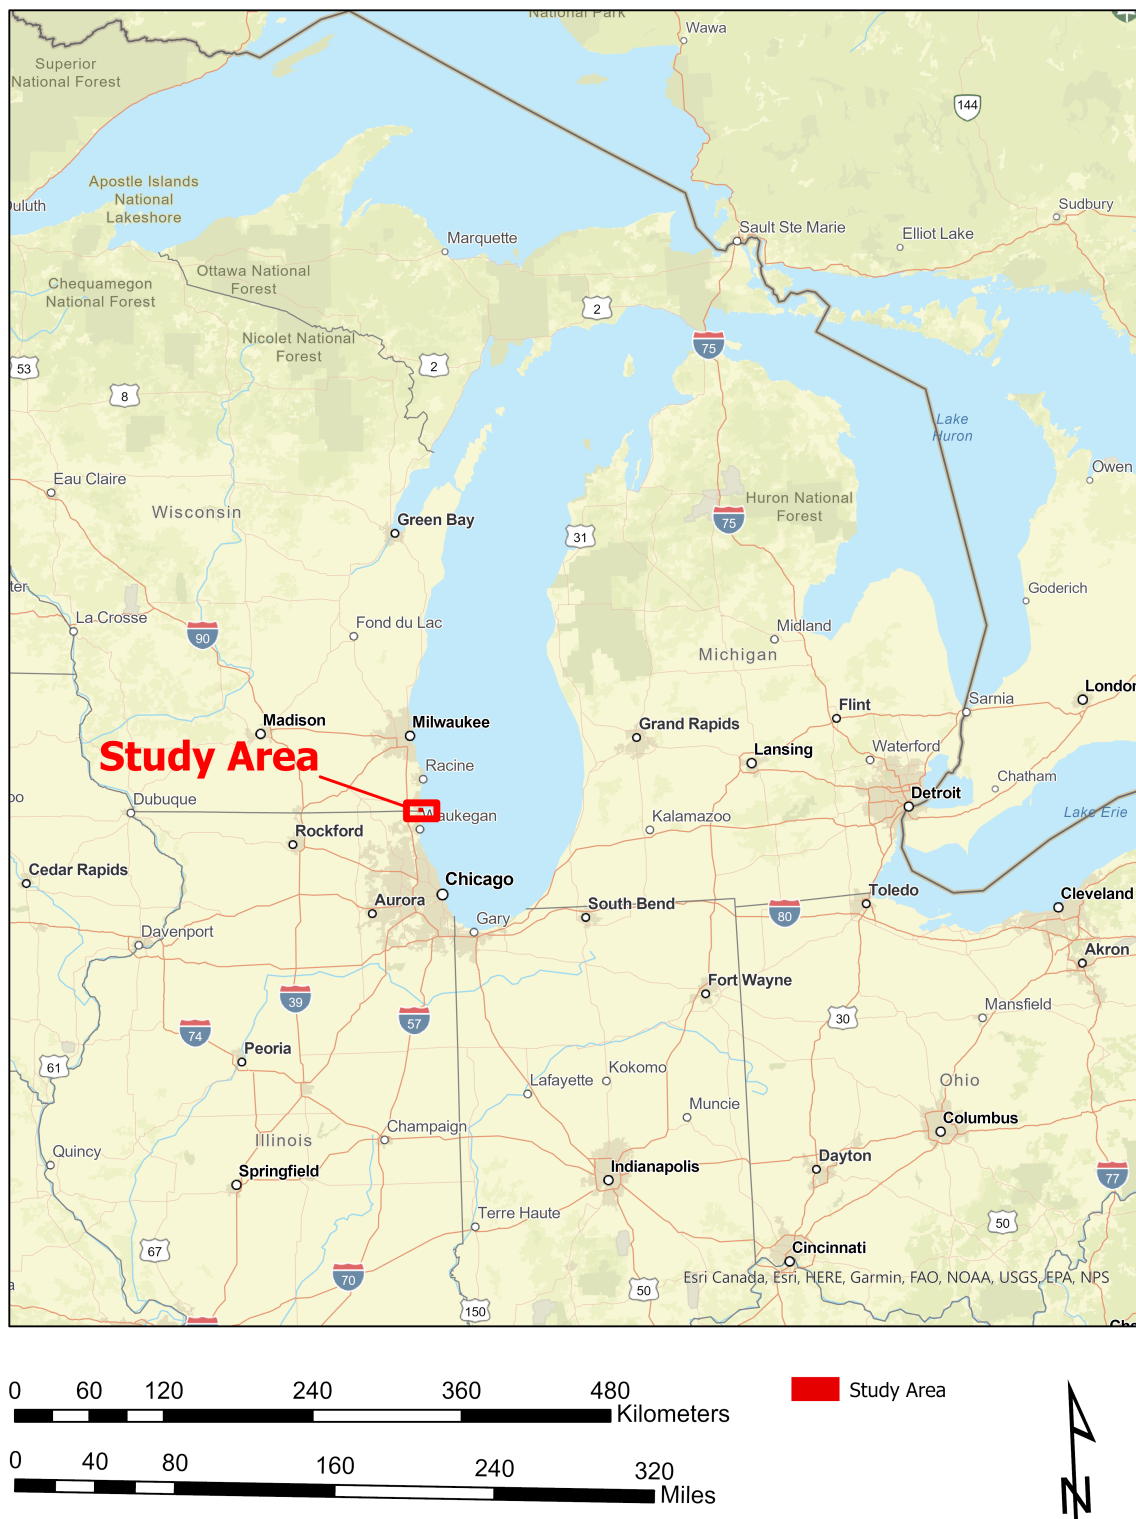 National Park
Wawa
Superior
National Forest
144
Apostle Islands
National
Lakeshore
uluth
Sudbury
Sault Ste Marie
Elliot Lake
Marquette
Ottawa National
Forest
Chequamegon
National Forest
2
Nicolet National
Forest
75
53
2
8
Lake
Huron
Owen
Eau Claire
Huron National
Forest
Wisconsin
Green Bay
75
31
ter
Goderich
La Crosse
Fond du Lac
Midland
90
Michigan
London
Sarnia
Flint
Madison
Milwaukee
Grand Rapids
Lansing
Waterford
Study Area
Racine
Chatham
Detroit
oo
Dubuque
Waukegan
Kalamazoo
Lake Erie
Rockford
Cedar Rapids
Chicago
Toledo
Cleveland
Aurora
South Bend
80
Gary
Davenport
Akron
Fort Wayne
39
Mansfield
57
30
74
Peoria
61
Kokomo
Lafayette
Ohio
Muncie
Columbus
Champaign
Illinois
Quincy
Dayton
Springfield
Indianapolis
77
Terre Haute
50
67
Cincinnati
70
Esri Canada, Esri, HERE, Garmin, FAO, NOAA, USGS, EPA, NPS
a
50
150
0 60 120 240 360 480
Kilometers
Study Area
0 40 80 160 240 320
Miles
N